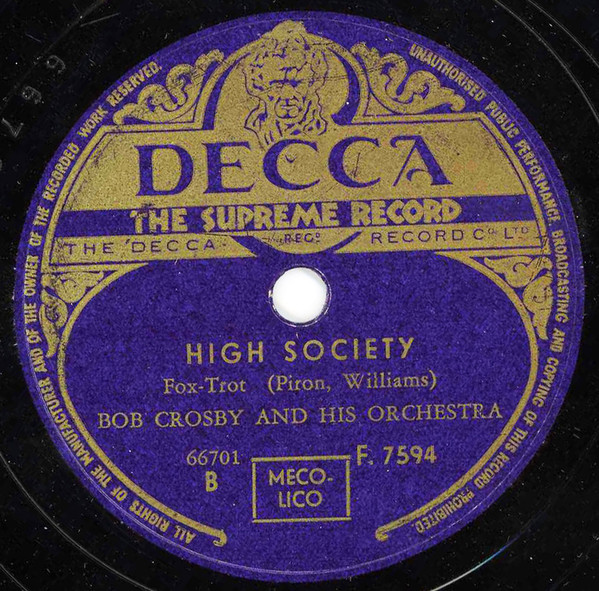 DECCA
THE SUPREME RECORD
THE 'DECCA' REGD RECORD CO. LTD
HIGH SOCIETY
Fox-Trot (Piron, Williams)
BOB CROSBY AND HIS ORCHESTRA
66701 F. 7594
B
MECO-
LICO
ALL RIGHTS OF THE MANUFACTURER AND OF THE OWNER OF THE RECORDED WORK RESERVED.
UNAUTHORISED PUBLIC PERFORMANCE, BROADCASTING AND COPYING OF THIS RECORD PROHIBITED